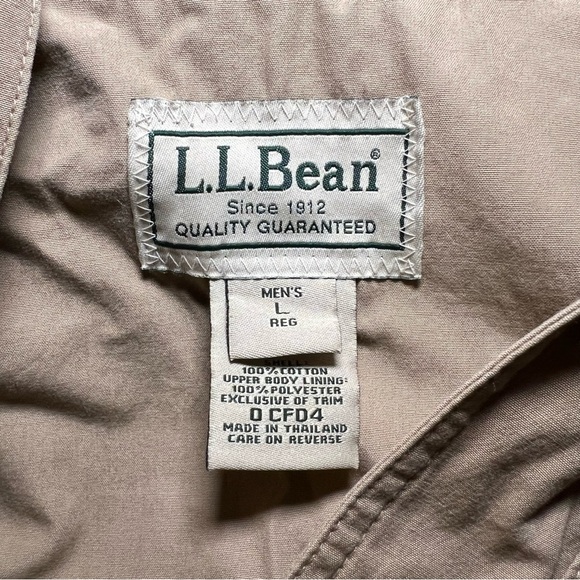 L.L.Bean®
Since 1912
QUALITY GUARANTEED
MEN'S
L
REG
100% COTTON
UPPER BODY LINING:
100% POLYESTER
EXCLUSIVE OF TRIM
0 CFD4
MADE IN THAILAND
CARE ON REVERSE